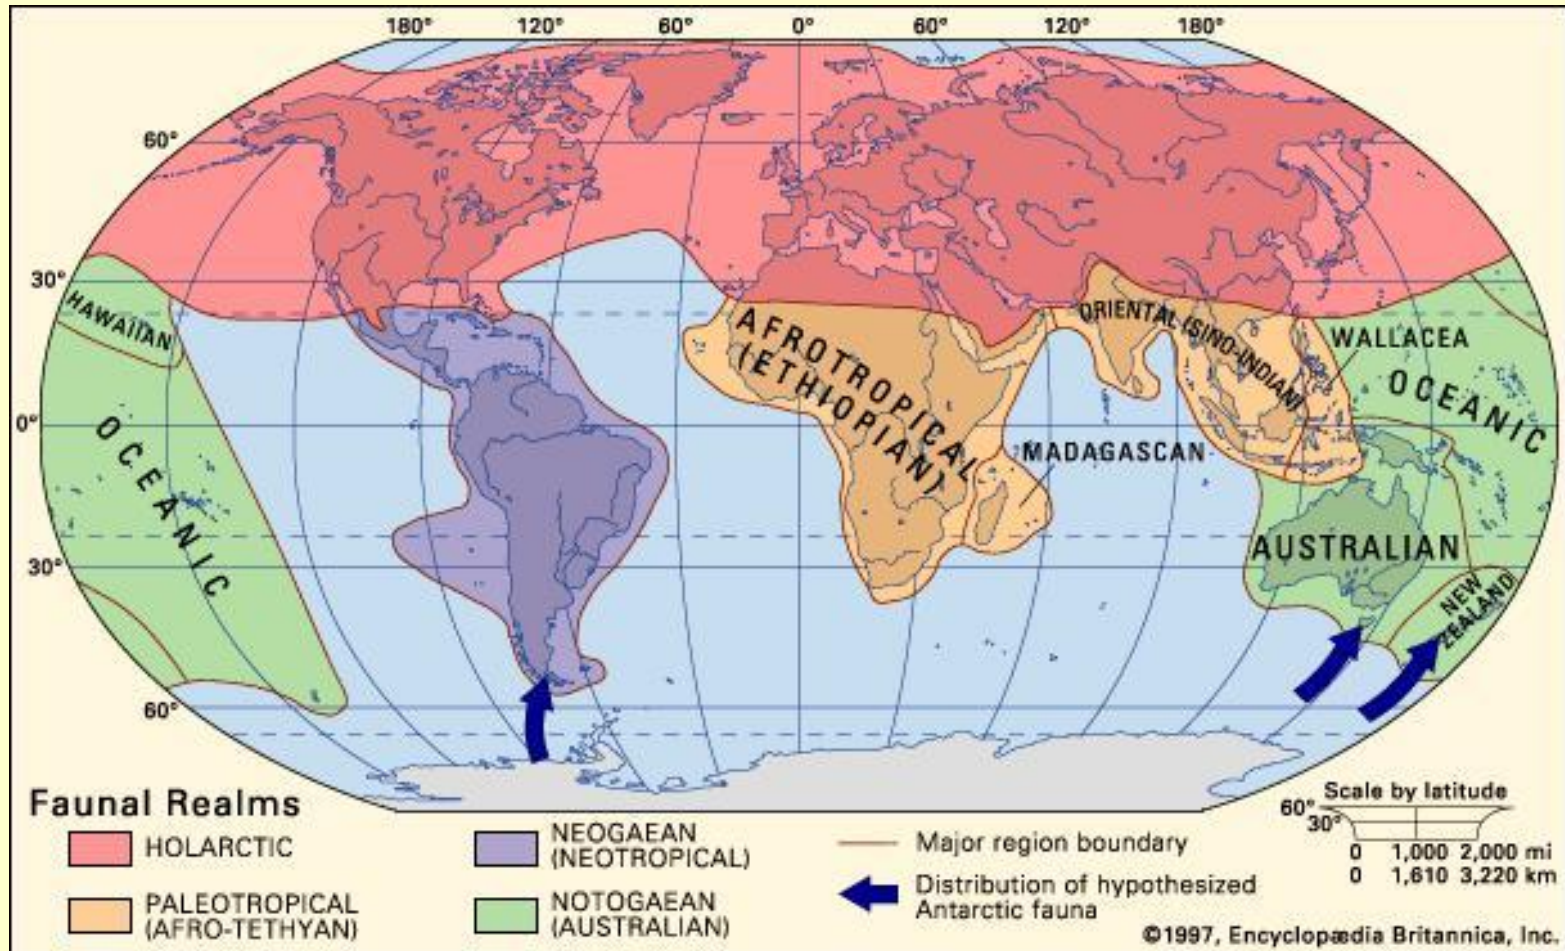 180° 120° 60° 0° 60° 120° 180°
60°
30°
HAWAIIAN
ORIENTAL (SINO-INDIAN)
WALLACEA
AFROTROPICAL
(ETHIOPIAN)
OCEANIC
0°
OCEANIC
MADAGASCAN
AUSTRALIAN
30°
NEW
ZEALAND
60°
Faunal Realms
HOLARCTIC
PALEOTROPICAL
(AFRO-TETHYAN)
NEOGAEAN
(NEOTROPICAL)
NOTOGAEAN
(AUSTRALIAN)
Major region boundary
Distribution of hypothesized
Antarctic fauna
Scale by latitude
60°
30°
0 1,000 2,000 mi
0 1,610 3,220 km
©1997, Encyclopædia Britannica, Inc.